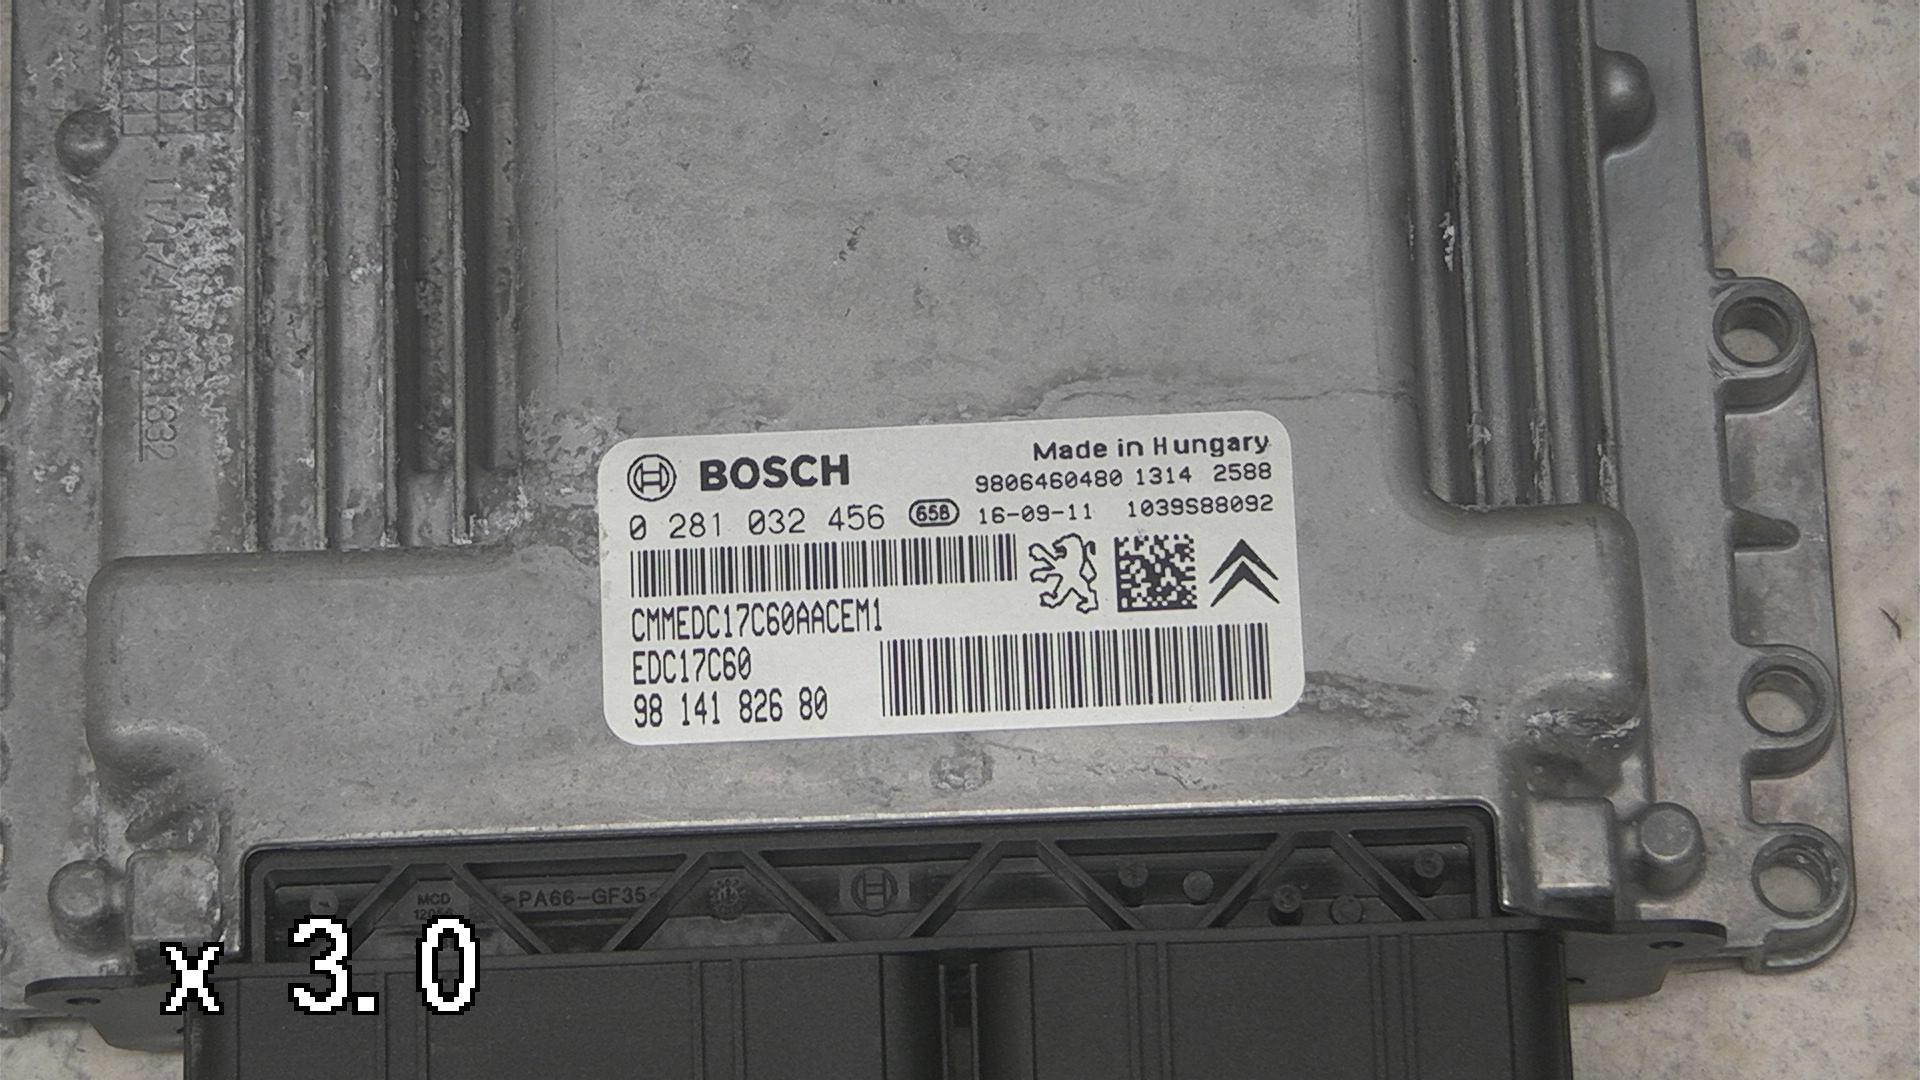 BOSCH
Made in Hungary
9806460480 1314 2588
0 281 032 456 658 16-09-11 1039S88092
CMMEDC17C60AACEM1
EDC17C60
98 141 826 80
MCD
>PA66-GF35<
x 3.0